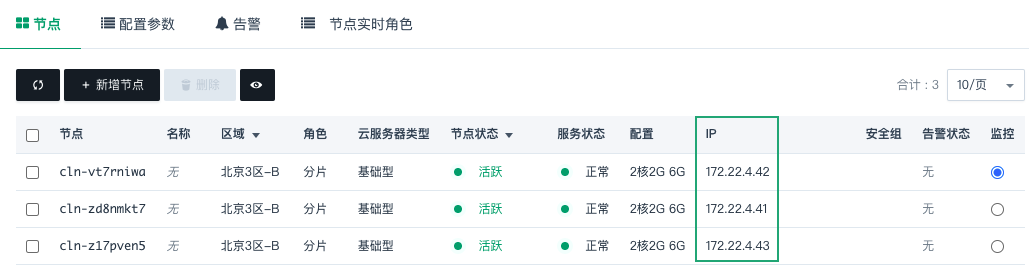 节点 配置参数 告警 节点实时角色
+ 新增节点 删除 合计：3 10/页
节点 名称 区域 角色 云服务器类型 节点状态 服务状态 配置 IP 安全组 告警状态 监控
cln-vt7rniwa 无 北京3区-B 分片 基础型 活跃 正常 2核2G 6G 172.22.4.42 无
cln-zd8nmkt7 无 北京3区-B 分片 基础型 活跃 正常 2核2G 6G 172.22.4.41 无
cln-z17pven5 无 北京3区-B 分片 基础型 活跃 正常 2核2G 6G 172.22.4.43 无